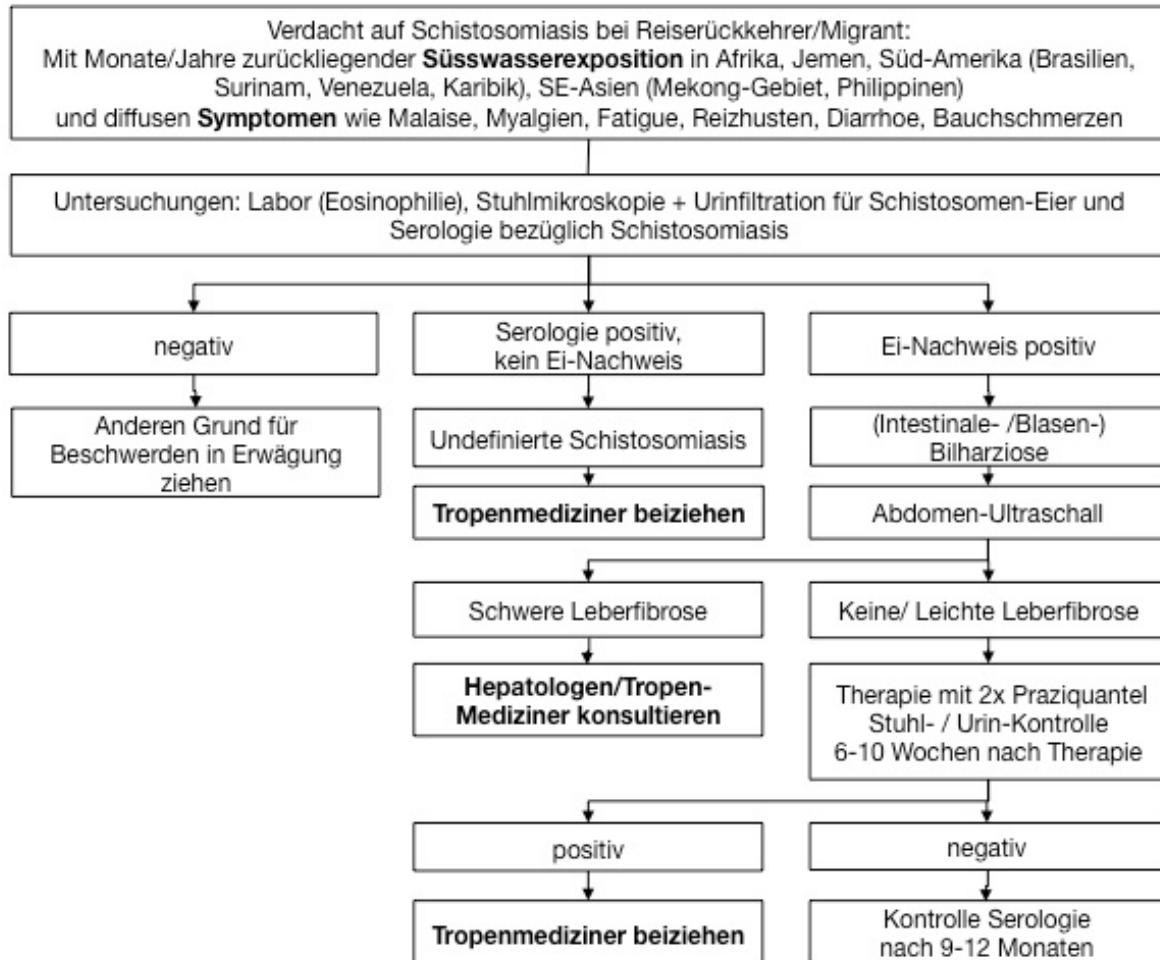 Verdacht auf Schistosomiasis bei Reiserückkehrer/Migrant:
Mit Monate/Jahre zurückliegender Süsswasserexposition in Afrika, Jemen, Süd-Amerika (Brasilien,
Surinam, Venezuela, Karibik), SE-Asien (Mekong-Gebiet, Philippinen)
und diffusen Symptomen wie Malaise, Myalgien, Fatigue, Reizhusten, Diarrhoe, Bauchschmerzen
Untersuchungen: Labor (Eosinophilie), Stuhlmikroskopie + Urinfiltration für Schistosomen-Eier und
Serologie bezüglich Schistosomiasis
negativ
Serologie positiv,
kein Ei-Nachweis
Ei-Nachweis positiv
Anderen Grund für
Beschwerden in Erwägung
ziehen
Undefinierte Schistosomiasis
(Intestinale- /Blasen-)
Bilharziose
Tropenmediziner beiziehen
Abdomen-Ultraschall
Schwere Leberfibrose
Keine/ Leichte Leberfibrose
Hepatologen/Tropen-
Mediziner konsultieren
Therapie mit 2x Praziquantel
Stuhl- / Urin-Kontrolle
6-10 Wochen nach Therapie
positiv
negativ
Tropenmediziner beiziehen
Kontrolle Serologie
nach 9-12 Monaten